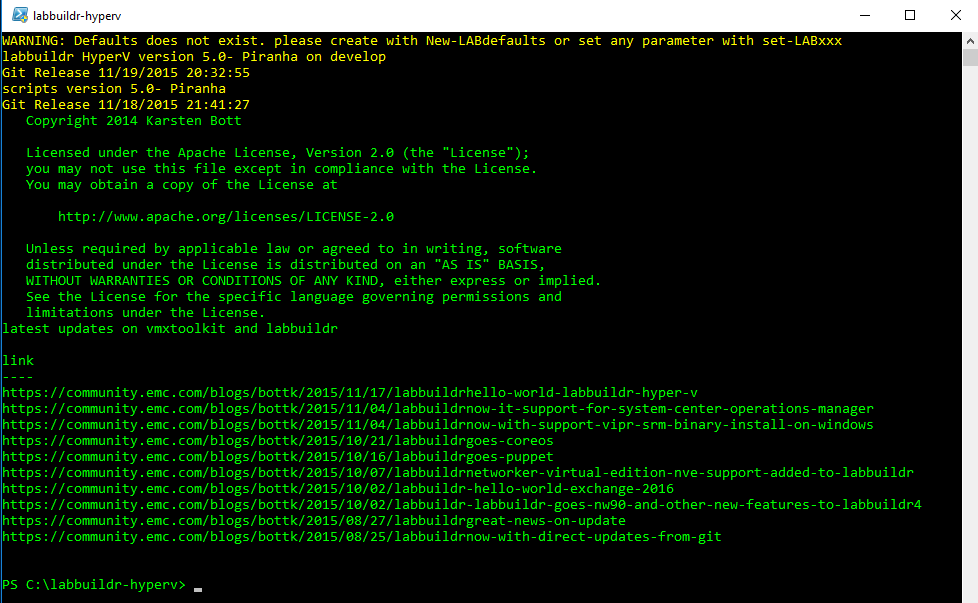 labbuildr-hyperv
WARNING: Defaults does not exist. please create with New-LABdefaults or set any parameter with set-LABxxx
labbuildr HyperV version 5.0- Piranha on develop
Git Release 11/19/2015 20:32:55
scripts version 5.0- Piranha
Git Release 11/18/2015 21:41:27
Copyright 2014 Karsten Bott
Licensed under the Apache License, Version 2.0 (the "License");
you may not use this file except in compliance with the License.
You may obtain a copy of the License at
http://www.apache.org/licenses/LICENSE-2.0
Unless required by applicable law or agreed to in writing, software
distributed under the License is distributed on an "AS IS" BASIS,
WITHOUT WARRANTIES OR CONDITIONS OF ANY KIND, either express or implied.
See the License for the specific language governing permissions and
limitations under the License.
latest updates on vmxtoolkit and labbuildr
link
----
https://community.emc.com/blogs/bottk/2015/11/17/labbuildrhello-world-labbuildr-hyper-v
https://community.emc.com/blogs/bottk/2015/11/04/labbuildrnow-it-support-for-system-center-operations-manager
https://community.emc.com/blogs/bottk/2015/11/04/labbuildrnow-with-support-vipr-srm-binary-install-on-windows
https://community.emc.com/blogs/bottk/2015/10/21/labbuildrgoes-coreos
https://community.emc.com/blogs/bottk/2015/10/16/labbuildrgoes-puppet
https://community.emc.com/blogs/bottk/2015/10/07/labbuildrnetworker-virtual-edition-nve-support-added-to-labbuildr
https://community.emc.com/blogs/bottk/2015/10/02/labbuildr-hello-world-exchange-2016
https://community.emc.com/blogs/bottk/2015/10/02/labbuildr-labbuildr-goes-nw90-and-other-new-features-to-labbuildr4
https://community.emc.com/blogs/bottk/2015/08/27/labbuildrgreat-news-on-update
https://community.emc.com/blogs/bottk/2015/08/25/labbuildrnow-with-direct-updates-from-git
PS C:\labbuildr-hyperv> _